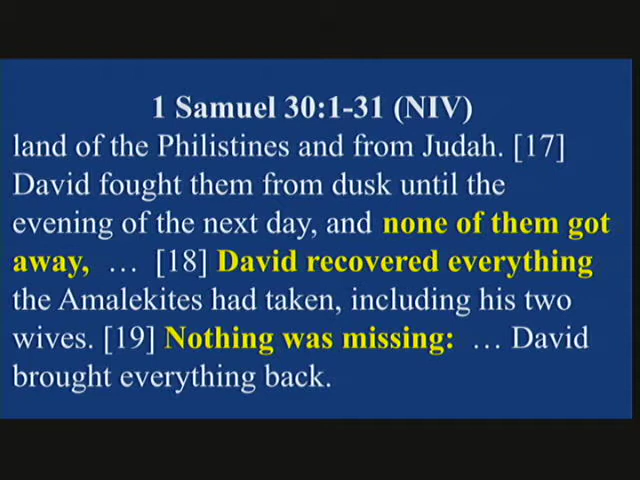 1 Samuel 30:1-31 (NIV)
land of the Philistines and from Judah. [17]
David fought them from dusk until the
evening of the next day, and none of them got
away, … [18] David recovered everything
the Amalekites had taken, including his two
wives. [19] Nothing was missing: … David
brought everything back.